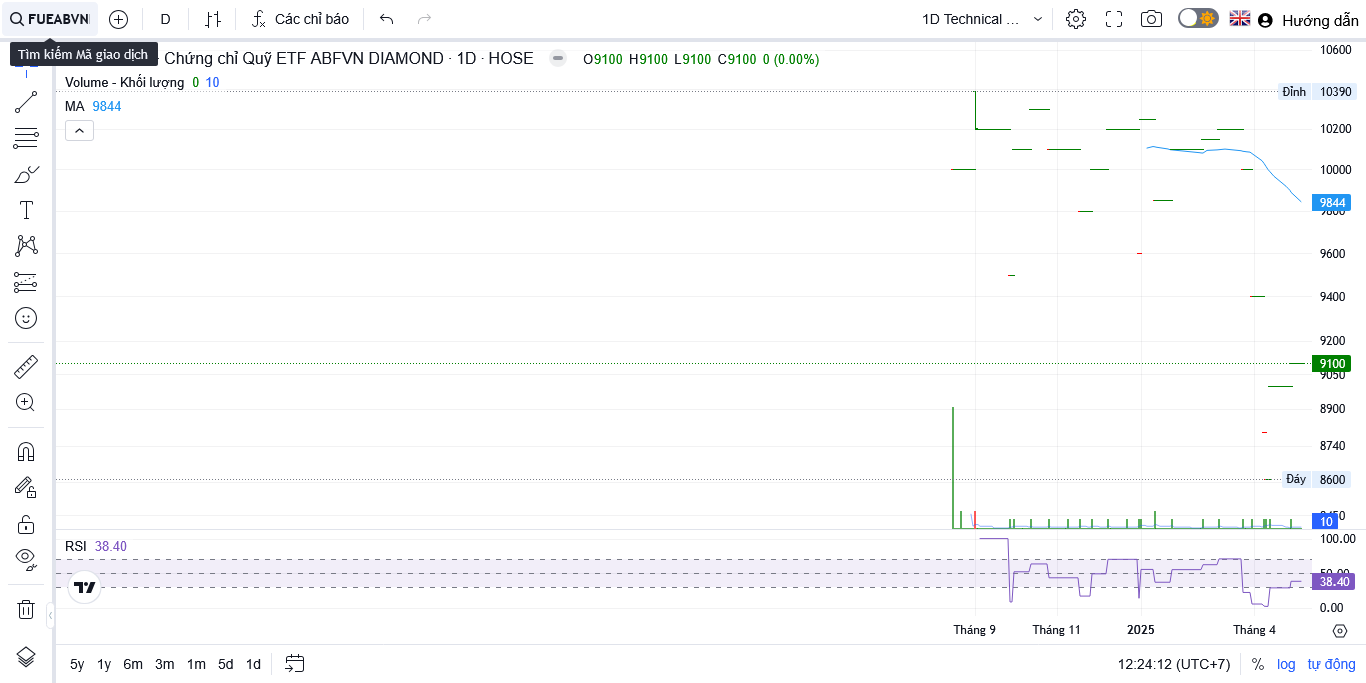 FUEABVN
D
Các chỉ báo
1D Technical ...
Hướng dẫn
Tìm kiếm Mã giao dịch
· Chứng chỉ Quỹ ETF ABFVN DIAMOND · 1D · HOSE
O9100 H9100 L9100 C9100 0 (0.00%)
Volume - Khối lượng 0 10
MA 9844
10600
Đỉnh 10390
10200
10000
9844
9800
9600
9400
9200
9100
9050
8900
8740
Đáy 8600
8450
10
RSI 38.40
100.00
50.00
38.40
0.00
Tháng 9
Tháng 11
2025
Tháng 4
5y 1y 6m 3m 1m 5d 1d
12:24:12 (UTC+7)
% log tự động